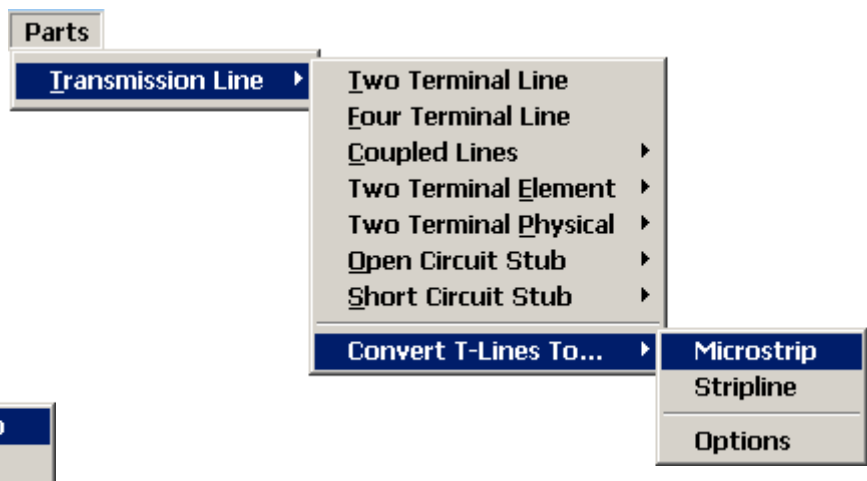 Parts
Transmission Line
Two Terminal Line
Four Terminal Line
Coupled Lines
Two Terminal Element
Two Terminal Physical
Open Circuit Stub
Short Circuit Stub
Convert T-Lines To...
Microstrip
Stripline
Options